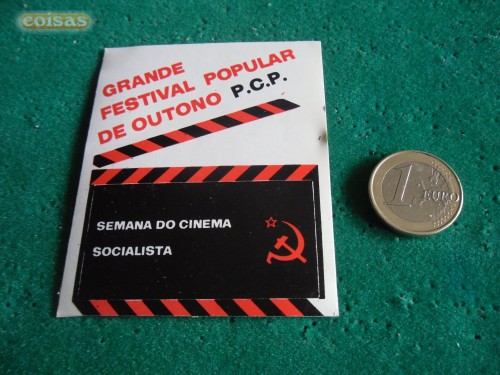 coisas
GRANDE
FESTIVAL POPULAR
DE OUTONO P.C.P.
SEMANA DO CINEMA
SOCIALISTA
1 EURO